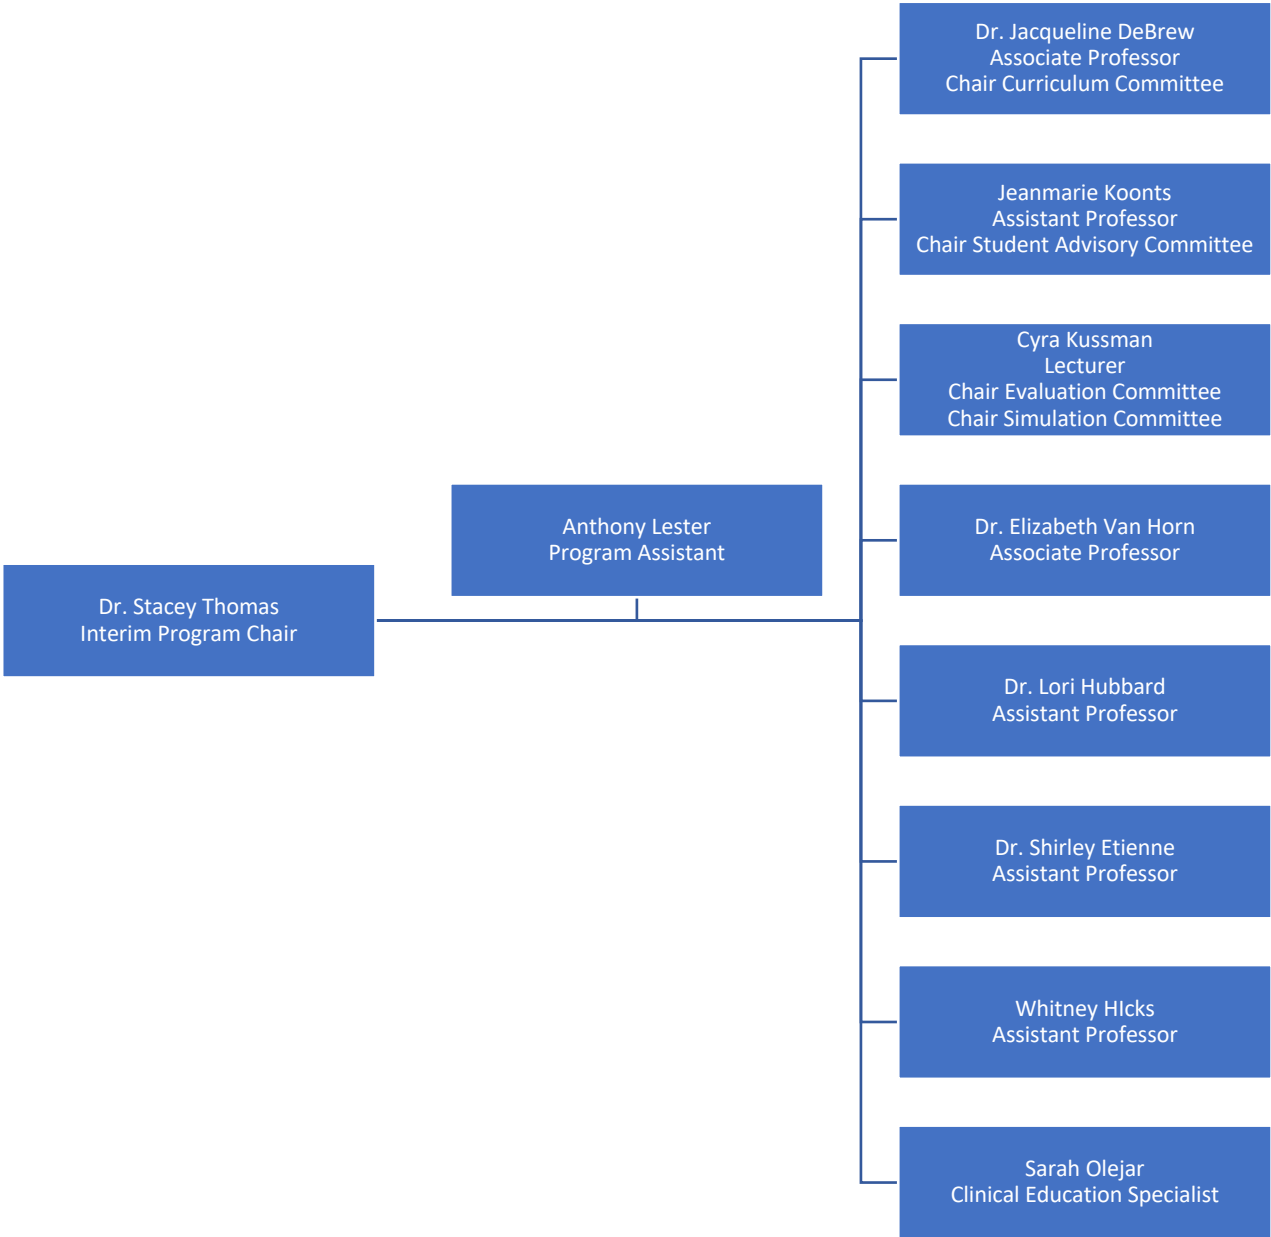 Dr. Jacqueline DeBrew
Associate Professor
Chair Curriculum Committee
Jeanmarie Koonts
Assistant Professor
Chair Student Advisory Committee
Cyra Kussman
Lecturer
Chair Evaluation Committee
Chair Simulation Committee
Anthony Lester
Program Assistant
Dr. Elizabeth Van Horn
Associate Professor
Dr. Stacey Thomas
Interim Program Chair
Dr. Lori Hubbard
Assistant Professor
Dr. Shirley Etienne
Assistant Professor
Whitney HIcks
Assistant Professor
Sarah Olejar
Clinical Education Specialist